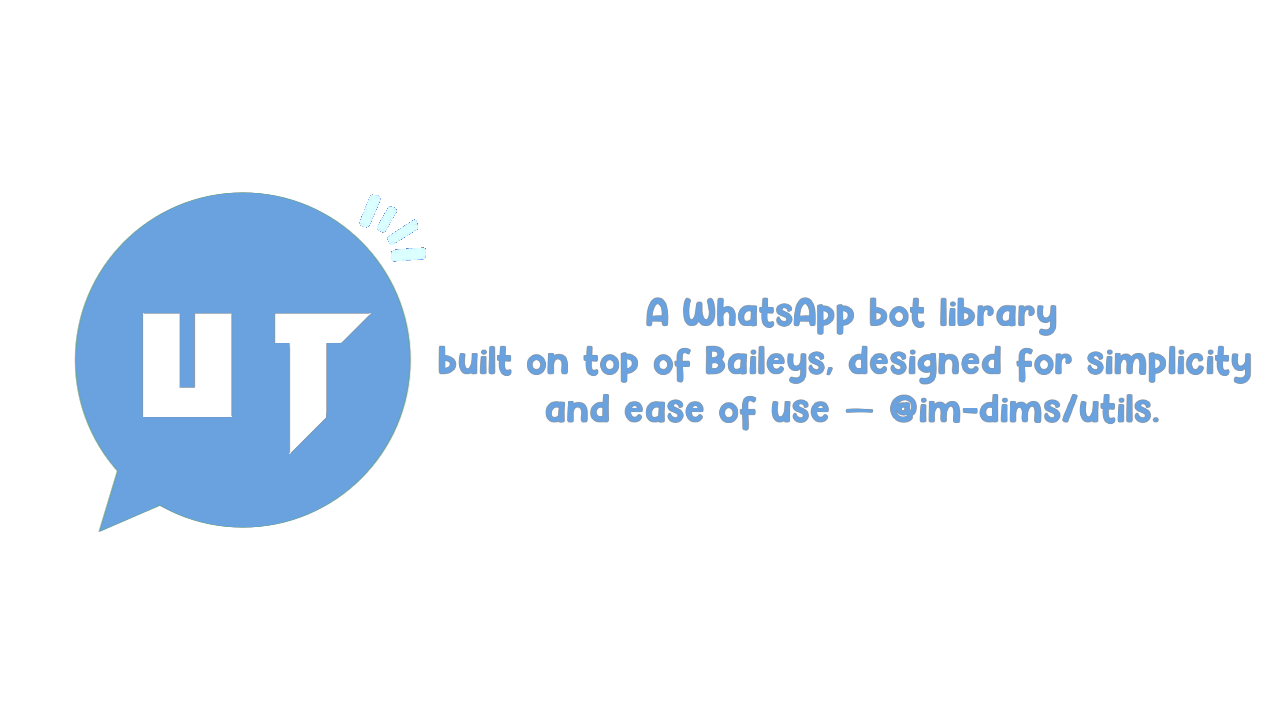 UT
A WhatsApp bot library
built on top of Baileys, designed for simplicity
and ease of use — @im-dims/utils.